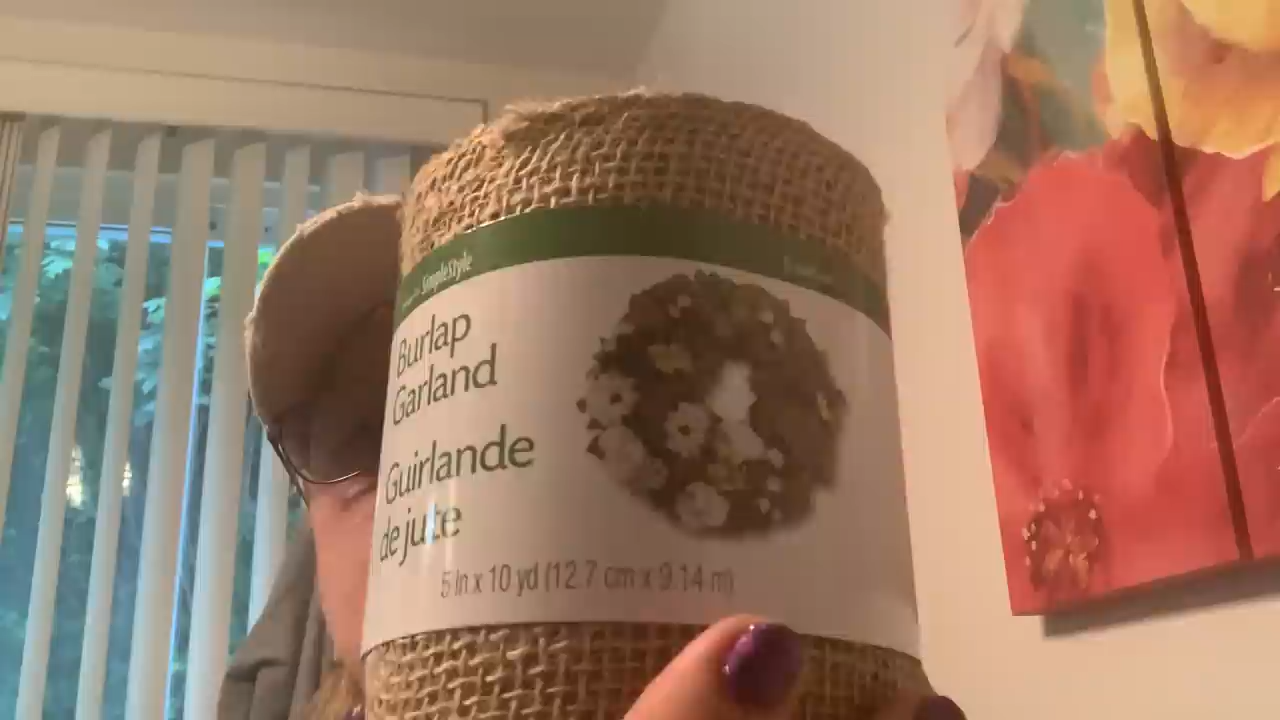 SimpleStyle
Burlap
Garland
Guirlande
de jute
5 in x 10 yd (12.7 cm x 9.14 m)